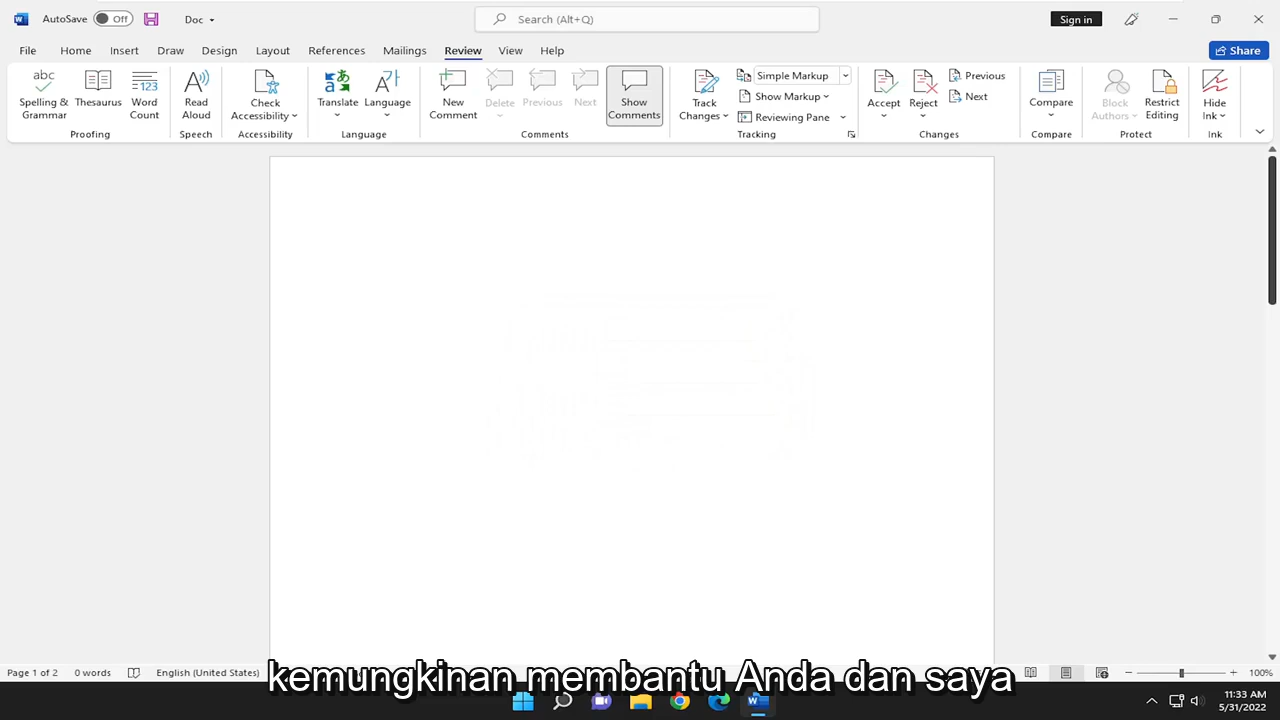 AutoSave Off Doc Search (Alt+Q) Sign in
File Home Insert Draw Design Layout References Mailings Review View Help Share
abc Spelling & Grammar
Thesaurus
123 Word Count
Proofing
Read Aloud
Speech
Check Accessibility
Accessibility
Translate
Language
Language
New Comment
Delete
Previous
Next
Show Comments
Comments
Track Changes
Simple Markup
Show Markup
Reviewing Pane
Tracking
Accept
Reject
Previous
Next
Changes
Compare
Compare
Block Authors
Restrict Editing
Protect
Hide Ink
Ink
Page 1 of 2 0 words English (United States) 100%
kemungkinan membantu Anda dan saya
11:33 AM
5/31/2022